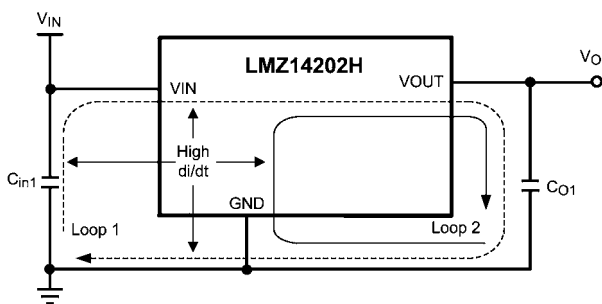 VIN
LMZ14202H
VO
VIN
VOUT
High
di/dt
Cin1
CO1
GND
Loop 1
Loop 2